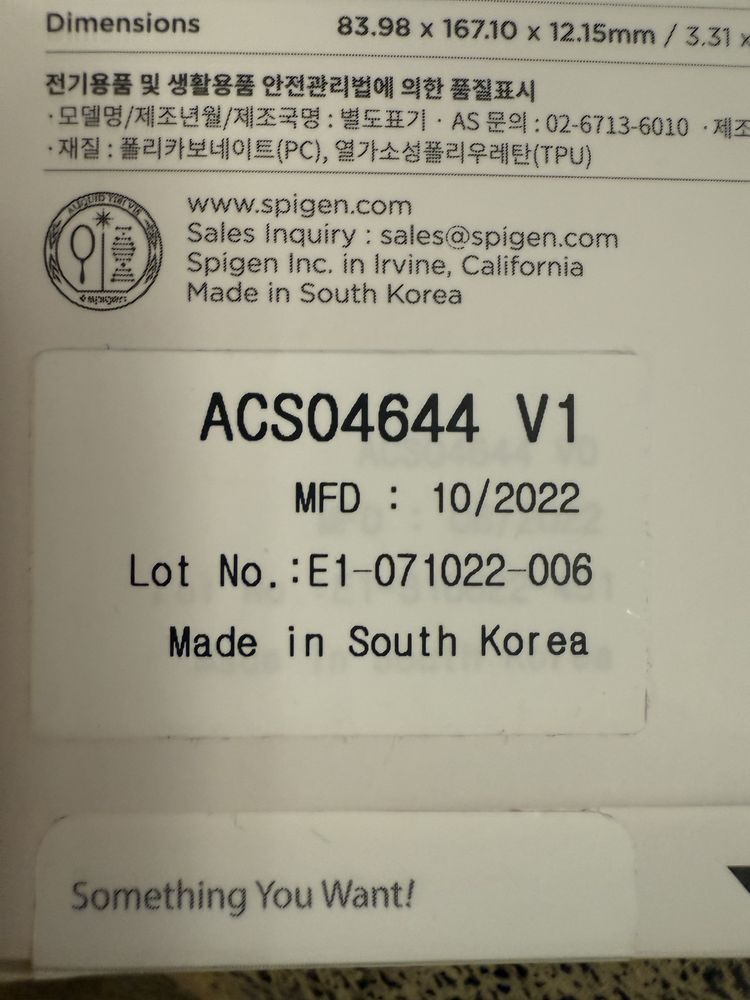 Dimensions 83.98 x 167.10 x 12.15mm / 3.31 x
전기용품 및 생활용품 안전관리법에 의한 품질표시
·모델명/제조년월/제조국명 : 별도표기 · AS 문의 : 02-6713-6010 ·제조
·재질 : 폴리카보네이트(PC), 열가소성폴리우레탄(TPU)
www.spigen.com
Sales Inquiry : sales@spigen.com
Spigen Inc. in Irvine, California
Made in South Korea
spigen
ACS04644 V1
MFD : 10/2022
Lot No.:E1-071022-006
Made in South Korea
Something You Want!